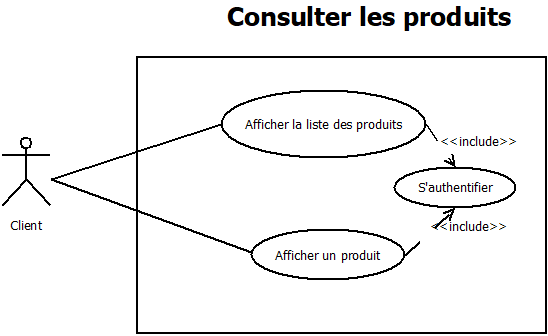 Consulter les produits
Afficher la liste des produits
<<include>>
S'authentifier
Client
<<include>>
Afficher un produit